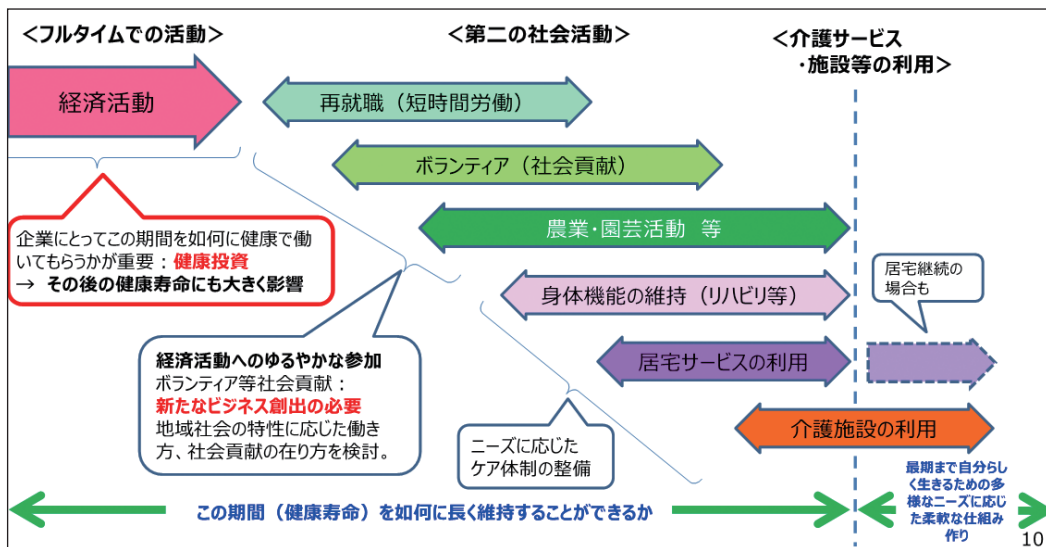 ＜フルタイムでの活動＞
＜第二の社会活動＞
＜介護サービス
・施設等の利用＞
経済活動
再就職（短時間労働）
ボランティア（社会貢献）
農業・園芸活動 等
身体機能の維持（リハビリ等）
居宅サービスの利用
介護施設の利用
企業にとってこの期間を如何に健康で働
いてもらうかが重要：健康投資
→ その後の健康寿命にも大きく影響
経済活動へのゆるやかな参加
ボランティア等社会貢献：
新たなビジネス創出の必要
地域社会の特性に応じた働き
方、社会貢献の在り方を検討。
ニーズに応じた
ケア体制の整備
居宅継続の
場合も
この期間（健康寿命）を如何に長く維持することができるか
最期まで自分らし
く生きるための多
様なニーズに応じ
た柔軟な仕組み
作り
10